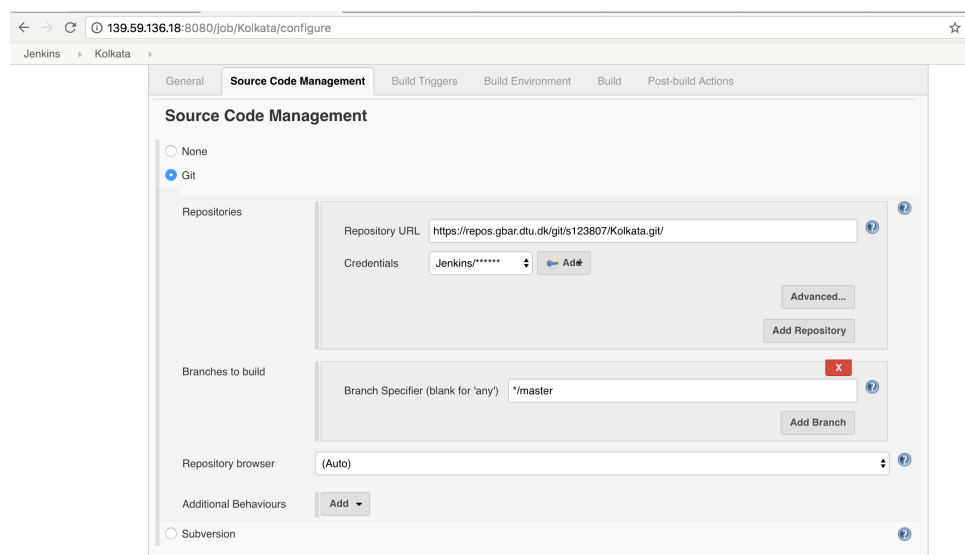 139.59.136.18:8080/job/Kolkata/configure
Jenkins Kolkata
General Source Code Management Build Triggers Build Environment Build Post-build Actions
Source Code Management
None
Git
Repositories
Repository URL https://repos.gbar.dtu.dk/git/s123807/Kolkata.git/
Credentials Jenkins/****** Add
Advanced...
Add Repository
Branches to build
X
Branch Specifier (blank for 'any') */master
Add Branch
Repository browser (Auto)
Additional Behaviours Add
Subversion